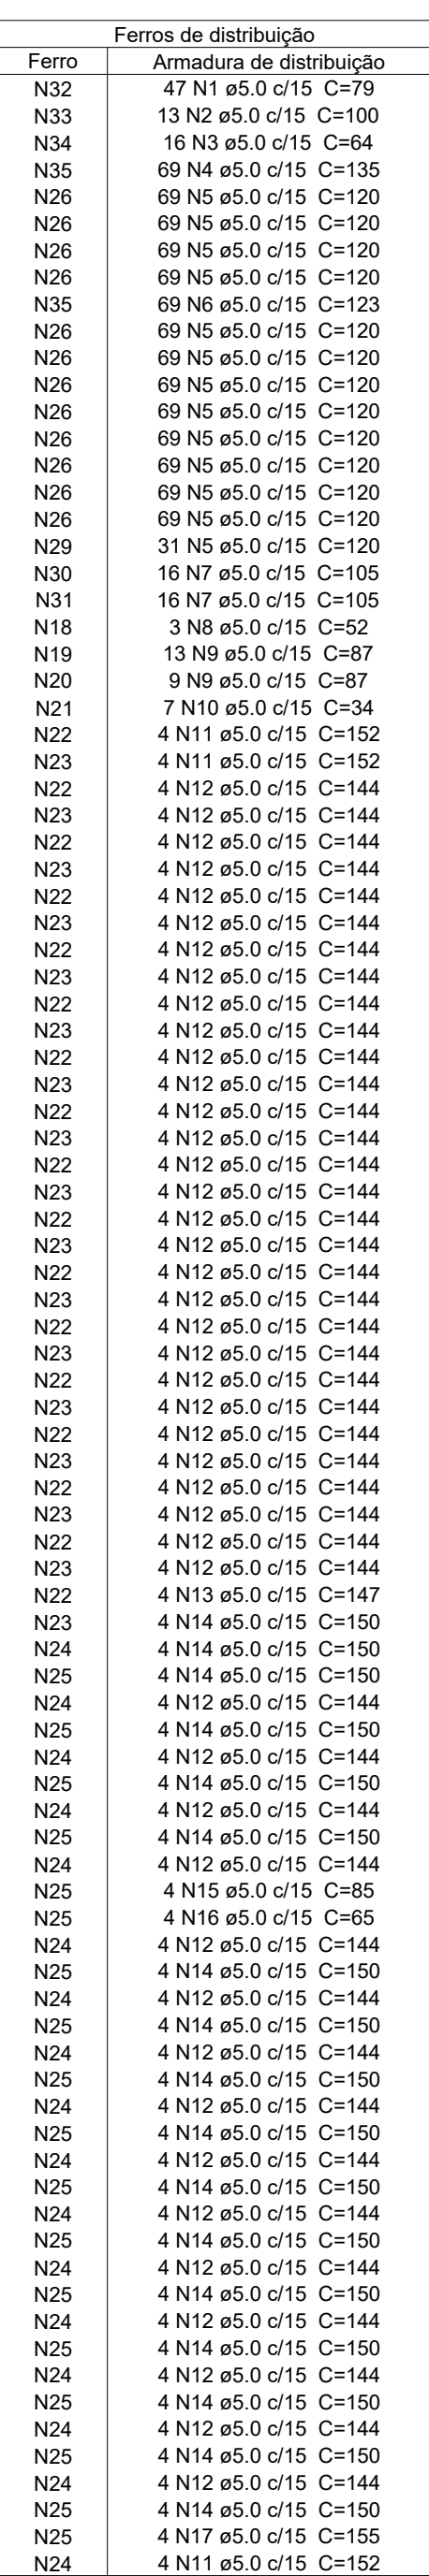 Ferros de distribuição
Ferro Armadura de distribuição
N32 47 N1 ø5.0 c/15 C=79
N33 13 N2 ø5.0 c/15 C=100
N34 16 N3 ø5.0 c/15 C=64
N35 69 N4 ø5.0 c/15 C=135
N26 69 N5 ø5.0 c/15 C=120
N26 69 N5 ø5.0 c/15 C=120
N26 69 N5 ø5.0 c/15 C=120
N26 69 N5 ø5.0 c/15 C=120
N35 69 N6 ø5.0 c/15 C=123
N26 69 N5 ø5.0 c/15 C=120
N26 69 N5 ø5.0 c/15 C=120
N26 69 N5 ø5.0 c/15 C=120
N26 69 N5 ø5.0 c/15 C=120
N26 69 N5 ø5.0 c/15 C=120
N26 69 N5 ø5.0 c/15 C=120
N26 69 N5 ø5.0 c/15 C=120
N26 69 N5 ø5.0 c/15 C=120
N29 31 N5 ø5.0 c/15 C=120
N30 16 N7 ø5.0 c/15 C=105
N31 16 N7 ø5.0 c/15 C=105
N18 3 N8 ø5.0 c/15 C=52
N19 13 N9 ø5.0 c/15 C=87
N20 9 N9 ø5.0 c/15 C=87
N21 7 N10 ø5.0 c/15 C=34
N22 4 N11 ø5.0 c/15 C=152
N23 4 N11 ø5.0 c/15 C=152
N22 4 N12 ø5.0 c/15 C=144
N23 4 N12 ø5.0 c/15 C=144
N22 4 N12 ø5.0 c/15 C=144
N23 4 N12 ø5.0 c/15 C=144
N22 4 N12 ø5.0 c/15 C=144
N23 4 N12 ø5.0 c/15 C=144
N22 4 N12 ø5.0 c/15 C=144
N23 4 N12 ø5.0 c/15 C=144
N22 4 N12 ø5.0 c/15 C=144
N23 4 N12 ø5.0 c/15 C=144
N22 4 N12 ø5.0 c/15 C=144
N23 4 N12 ø5.0 c/15 C=144
N22 4 N12 ø5.0 c/15 C=144
N23 4 N12 ø5.0 c/15 C=144
N22 4 N12 ø5.0 c/15 C=144
N23 4 N12 ø5.0 c/15 C=144
N22 4 N12 ø5.0 c/15 C=144
N23 4 N12 ø5.0 c/15 C=144
N22 4 N12 ø5.0 c/15 C=144
N23 4 N12 ø5.0 c/15 C=144
N22 4 N12 ø5.0 c/15 C=144
N23 4 N12 ø5.0 c/15 C=144
N22 4 N12 ø5.0 c/15 C=144
N23 4 N12 ø5.0 c/15 C=144
N22 4 N12 ø5.0 c/15 C=144
N23 4 N12 ø5.0 c/15 C=144
N22 4 N12 ø5.0 c/15 C=144
N23 4 N12 ø5.0 c/15 C=144
N22 4 N12 ø5.0 c/15 C=144
N23 4 N12 ø5.0 c/15 C=144
N22 4 N13 ø5.0 c/15 C=147
N23 4 N14 ø5.0 c/15 C=150
N24 4 N14 ø5.0 c/15 C=150
N25 4 N14 ø5.0 c/15 C=150
N24 4 N12 ø5.0 c/15 C=144
N25 4 N14 ø5.0 c/15 C=150
N24 4 N12 ø5.0 c/15 C=144
N25 4 N14 ø5.0 c/15 C=150
N24 4 N12 ø5.0 c/15 C=144
N25 4 N14 ø5.0 c/15 C=150
N24 4 N12 ø5.0 c/15 C=144
N25 4 N15 ø5.0 c/15 C=85
N25 4 N16 ø5.0 c/15 C=65
N24 4 N12 ø5.0 c/15 C=144
N25 4 N14 ø5.0 c/15 C=150
N24 4 N12 ø5.0 c/15 C=144
N25 4 N14 ø5.0 c/15 C=150
N24 4 N12 ø5.0 c/15 C=144
N25 4 N14 ø5.0 c/15 C=150
N24 4 N12 ø5.0 c/15 C=144
N25 4 N14 ø5.0 c/15 C=150
N24 4 N12 ø5.0 c/15 C=144
N25 4 N14 ø5.0 c/15 C=150
N24 4 N12 ø5.0 c/15 C=144
N25 4 N14 ø5.0 c/15 C=150
N24 4 N12 ø5.0 c/15 C=144
N25 4 N14 ø5.0 c/15 C=150
N24 4 N12 ø5.0 c/15 C=144
N25 4 N14 ø5.0 c/15 C=150
N24 4 N12 ø5.0 c/15 C=144
N25 4 N14 ø5.0 c/15 C=150
N24 4 N12 ø5.0 c/15 C=144
N25 4 N14 ø5.0 c/15 C=150
N24 4 N12 ø5.0 c/15 C=144
N25 4 N14 ø5.0 c/15 C=150
N25 4 N17 ø5.0 c/15 C=155
N24 4 N11 ø5.0 c/15 C=152